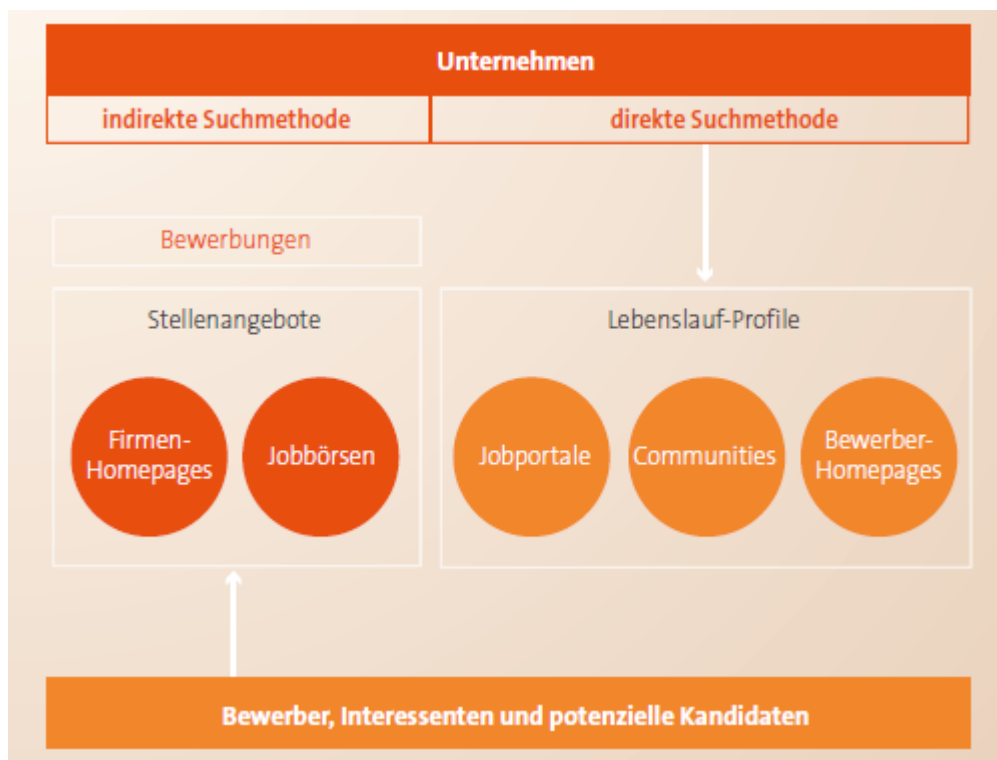 Unternehmen
indirekte Suchmethode
direkte Suchmethode
Bewerbungen
Stellenangebote
Firmen-
Homepages
Jobbörsen
Lebenslauf-Profile
Jobportale
Communities
Bewerber-
Homepages
Bewerber, Interessenten und potenzielle Kandidaten